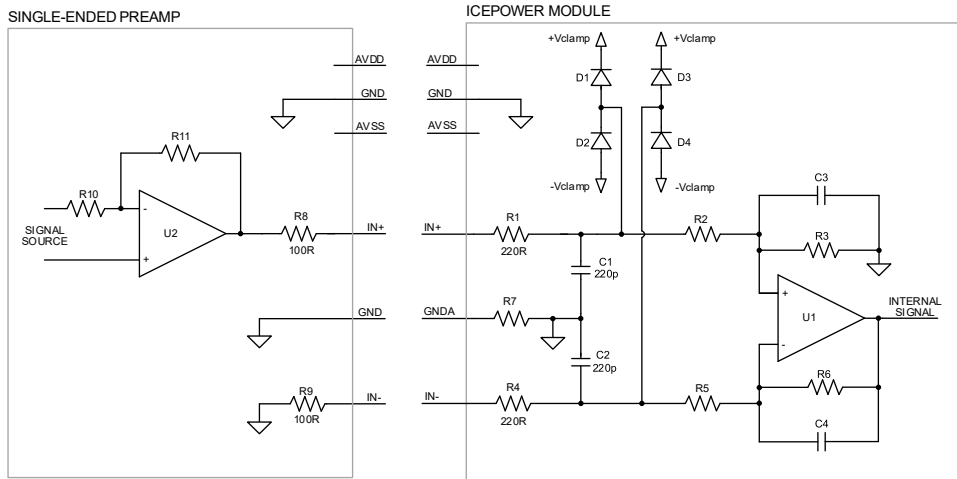 SINGLE-ENDED PREAMP
ICEPOWER MODULE
+Vclamp
+Vclamp
AVDD
AVDD
D1
D3
GND
GND
AVSS
AVSS
R11
D2
D4
C3
-Vclamp
-Vclamp
R10
-
U2
+
SIGNAL
SOURCE
R8
100R
IN+
IN+
R1
220R
R2
R3
C1
220p
+
U1
-
INTERNAL
SIGNAL
GND
GNDA
R7
C2
220p
R9
100R
IN-
IN-
R4
220R
R5
R6
C4